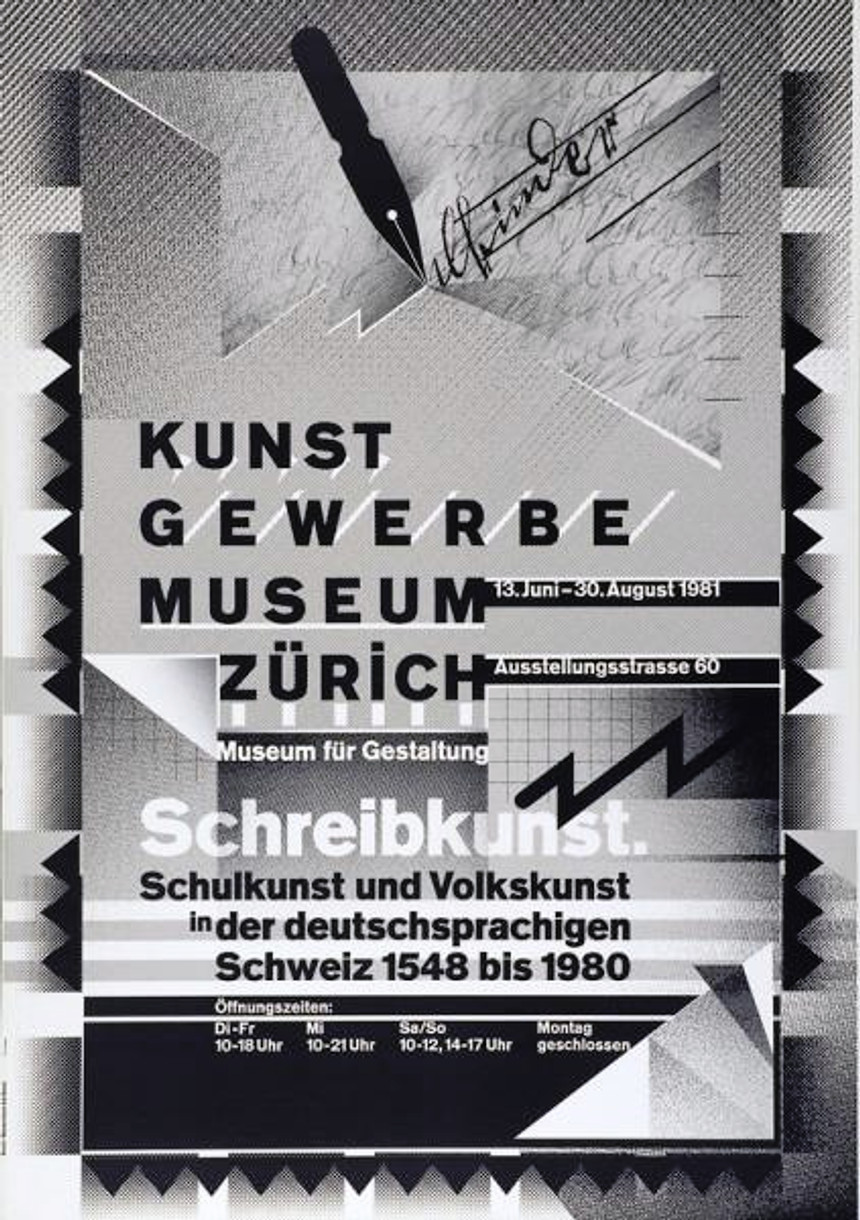 KUNST
GEWERBE
MUSEUM
13. Juni–30. August 1981
ZÜRiCH
Ausstellungsstrasse 60
Museum für Gestaltung
Schreibkunst.
Schulkunst und Volkskunst
in der deutschsprachigen
Schweiz 1548 bis 1980
Öffnungszeiten:
Di-Fr Mi Sa/So Montag
10-18 Uhr 10-21 Uhr 10-12, 14-17 Uhr geschlossen